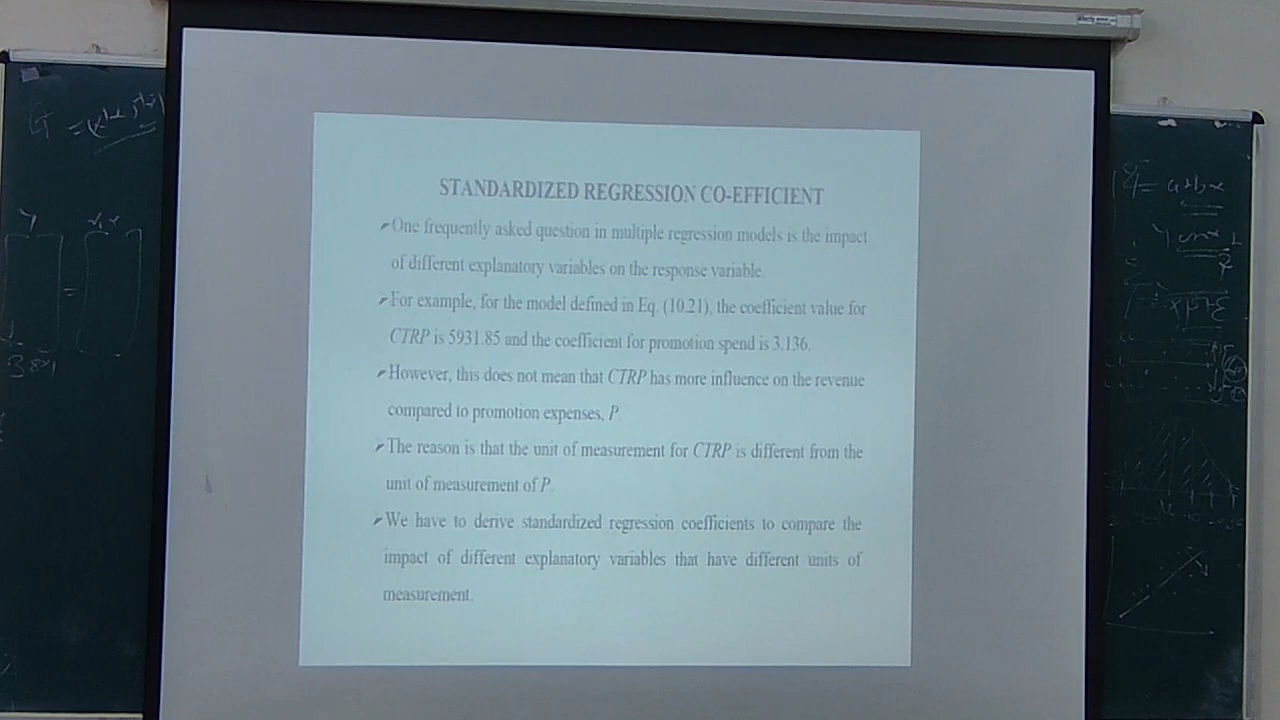 STANDARDIZED REGRESSION CO-EFFICIENT
➢One frequently asked question in multiple regression models is the impact
of different explanatory variables on the response variable.
➢For example, for the model defined in Eq. (10.21), the coefficient value for
CTRP is 5931.85 and the coefficient for promotion spend is 3.136.
➢However, this does not mean that CTRP has more influence on the revenue
compared to promotion expenses, P.
➢The reason is that the unit of measurement for CTRP is different from the
unit of measurement of P.
➢We have to derive standardized regression coefficients to compare the
impact of different explanatory variables that have different units of
measurement.